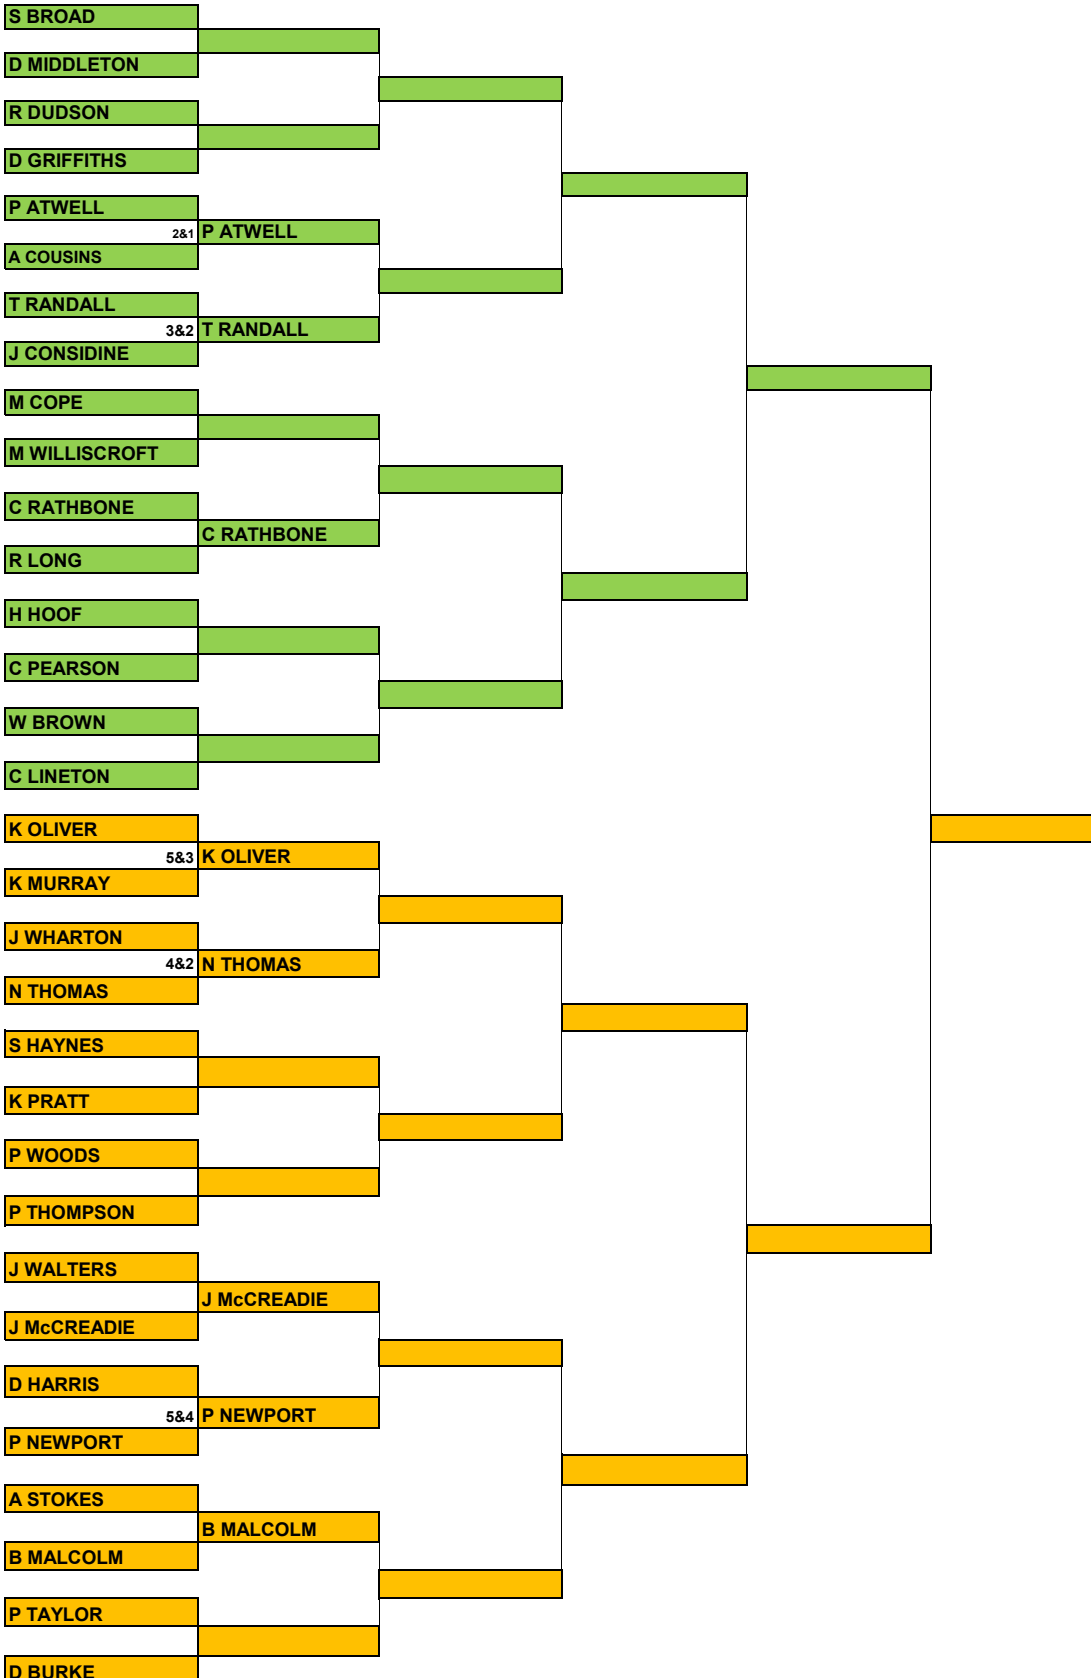 S BROAD
D MIDDLETON
R DUDSON
D GRIFFITHS
P ATWELL
2&1 P ATWELL
A COUSINS
T RANDALL
3&2 T RANDALL
J CONSIDINE
M COPE
M WILLISCROFT
C RATHBONE
C RATHBONE
R LONG
H HOOF
C PEARSON
W BROWN
C LINETON
K OLIVER
5&3 K OLIVER
K MURRAY
J WHARTON
4&2 N THOMAS
N THOMAS
S HAYNES
K PRATT
P WOODS
P THOMPSON
J WALTERS
J McCREADIE
J McCREADIE
D HARRIS
5&4 P NEWPORT
P NEWPORT
A STOKES
B MALCOLM
B MALCOLM
P TAYLOR
D BURKE